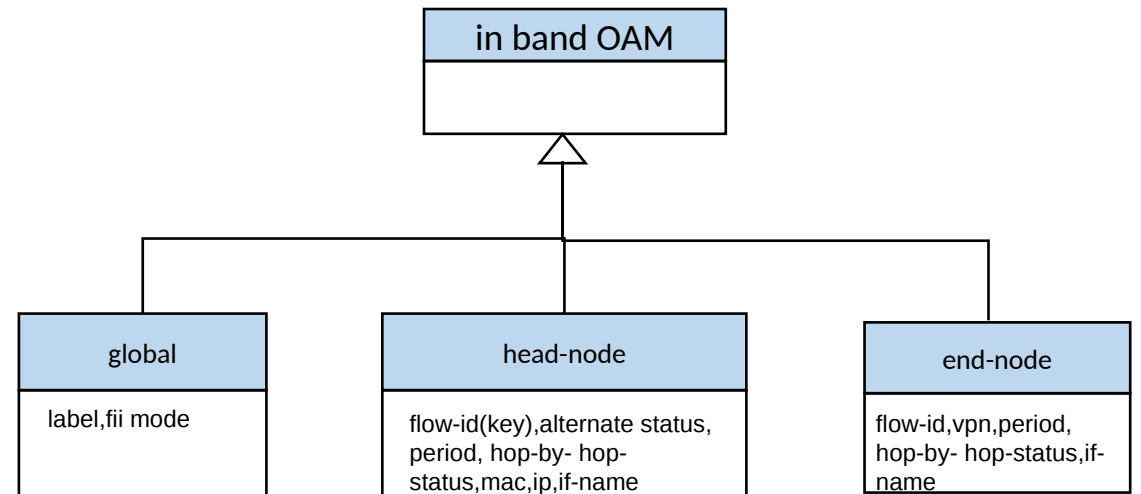 in band OAM
global
head-node
end-node
label,fii mode
flow-id(key),alternate status,
period, hop-by- hop-
status,mac,ip,if-name
flow-id,vpn,period,
hop-by- hop-status,if-
name